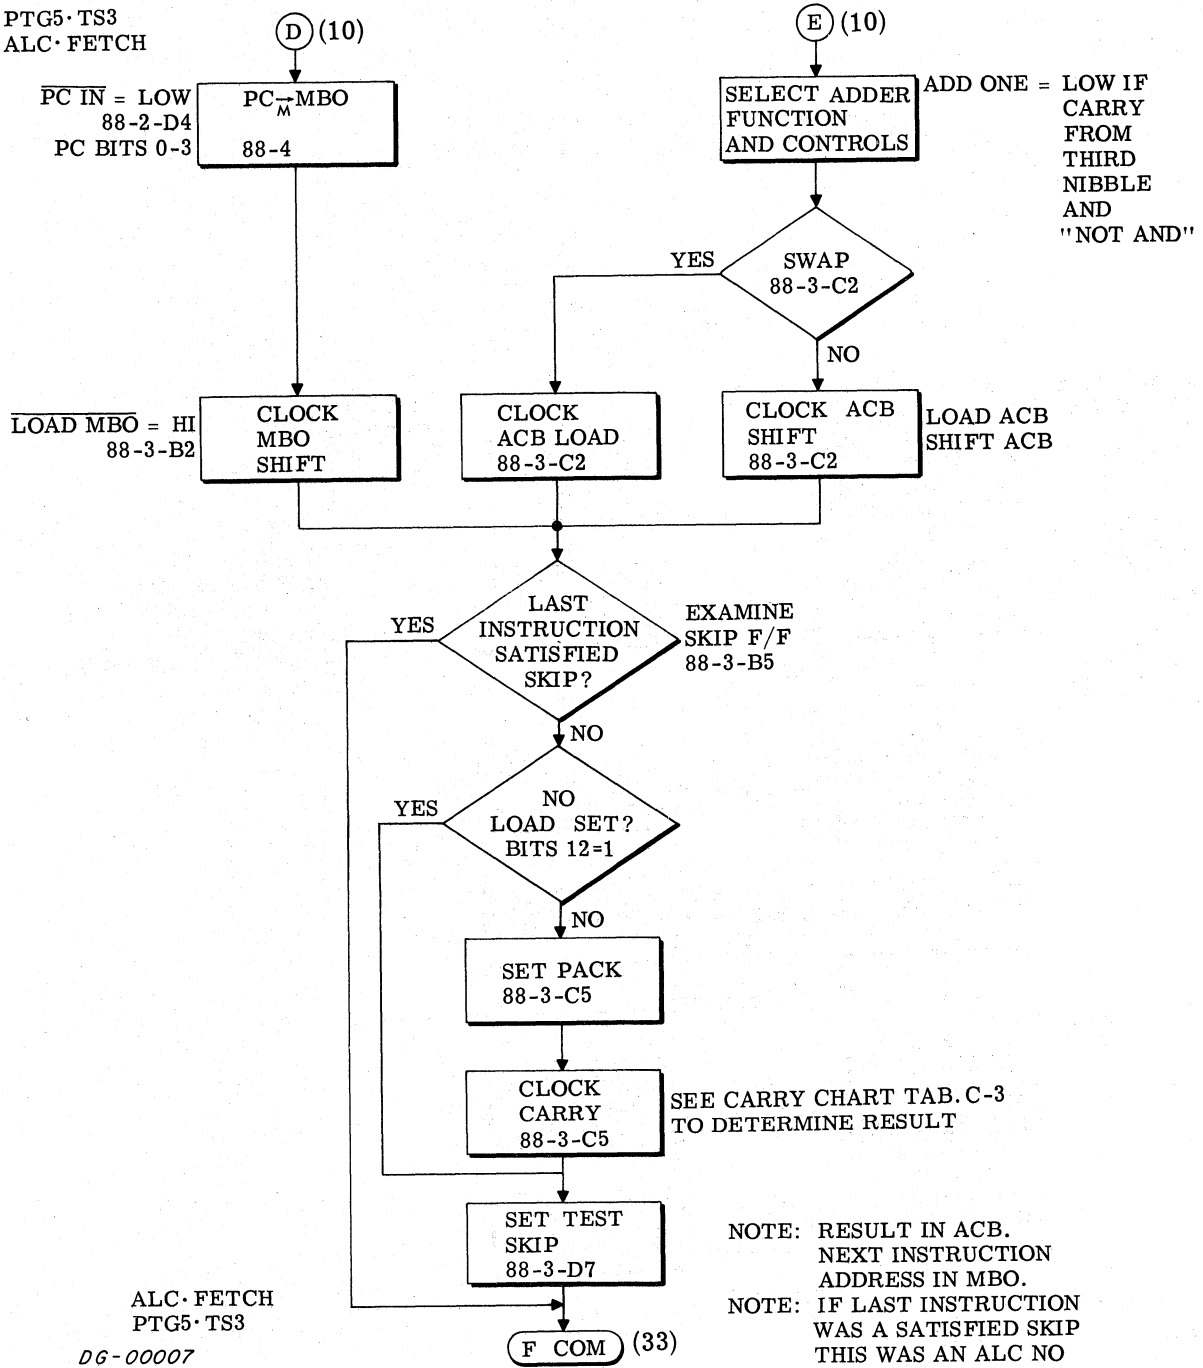 PTG5·TS3
ALC·FETCH
D (10)
E (10)
PC IN = LOW
88-2-D4
PC BITS 0-3
PC→MBO
M
88-4
SELECT ADDER
FUNCTION
AND CONTROLS
ADD ONE = LOW IF
CARRY
FROM
THIRD
NIBBLE
AND
"NOT AND"
YES
SWAP
88-3-C2
NO
LOAD MBO = HI
88-3-B2
CLOCK
MBO
SHIFT
CLOCK
ACB LOAD
88-3-C2
CLOCK ACB
SHIFT
88-3-C2
LOAD ACB
SHIFT ACB
YES
LAST
INSTRUCTION
SATISFIED
SKIP?
EXAMINE
SKIP F/F
88-3-B5
NO
YES
NO
LOAD SET?
BITS 12=1
NO
SET PACK
88-3-C5
CLOCK
CARRY
88-3-C5
SEE CARRY CHART TAB. C-3
TO DETERMINE RESULT
SET TEST
SKIP
88-3-D7
NOTE: RESULT IN ACB.
NEXT INSTRUCTION
ADDRESS IN MBO.
NOTE: IF LAST INSTRUCTION
WAS A SATISFIED SKIP
THIS WAS AN ALC NO
ALC·FETCH
PTG5·TS3
F COM (33)
DG-00007